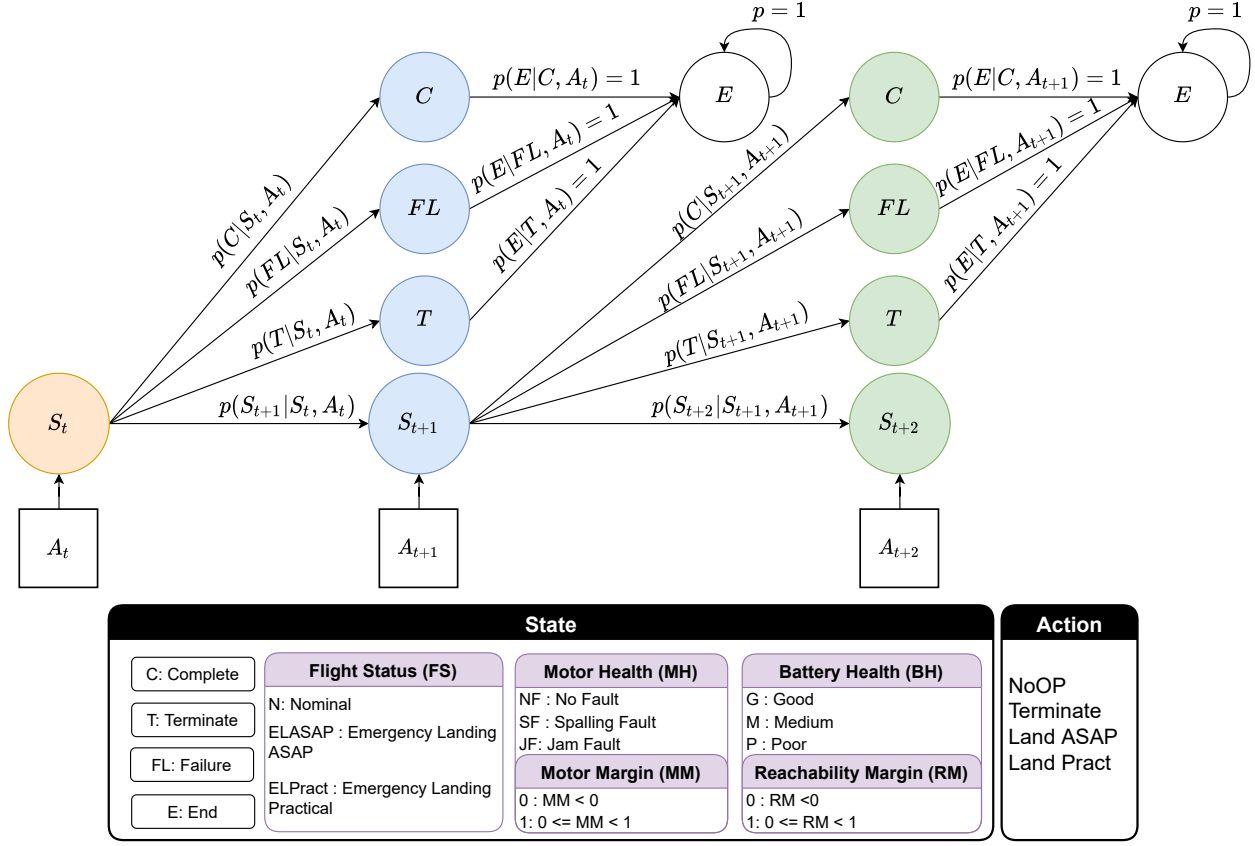 p = 1
p = 1
C
p(E|C, A_t) = 1
E
C
p(E|C, A_{t+1}) = 1
E
p(C|S_t, A_t)
FL
p(E|FL, A_t) = 1
p(C|S_{t+1}, A_{t+1})
FL
p(E|FL, A_{t+1}) = 1
p(FL|S_t, A_t)
p(E|T, A_t) = 1
p(FL|S_{t+1}, A_{t+1})
p(E|T, A_{t+1}) = 1
p(T|S_t, A_t)
T
p(T|S_{t+1}, A_{t+1})
T
S_t
p(S_{t+1}|S_t, A_t)
S_{t+1}
p(S_{t+2}|S_{t+1}, A_{t+1})
S_{t+2}
A_t
A_{t+1}
A_{t+2}
State
C: Complete
T: Terminate
FL: Failure
E: End
Flight Status (FS)
N: Nominal
ELASAP : Emergency Landing
ASAP
ELPract : Emergency Landing
Practical
Motor Health (MH)
NF : No Fault
SF : Spalling Fault
JF: Jam Fault
Motor Margin (MM)
0 : MM < 0
1: 0 <= MM < 1
Battery Health (BH)
G : Good
M : Medium
P : Poor
Reachability Margin (RM)
0 : RM <0
1: 0 <= RM < 1
Action
NoOP
Terminate
Land ASAP
Land Pract